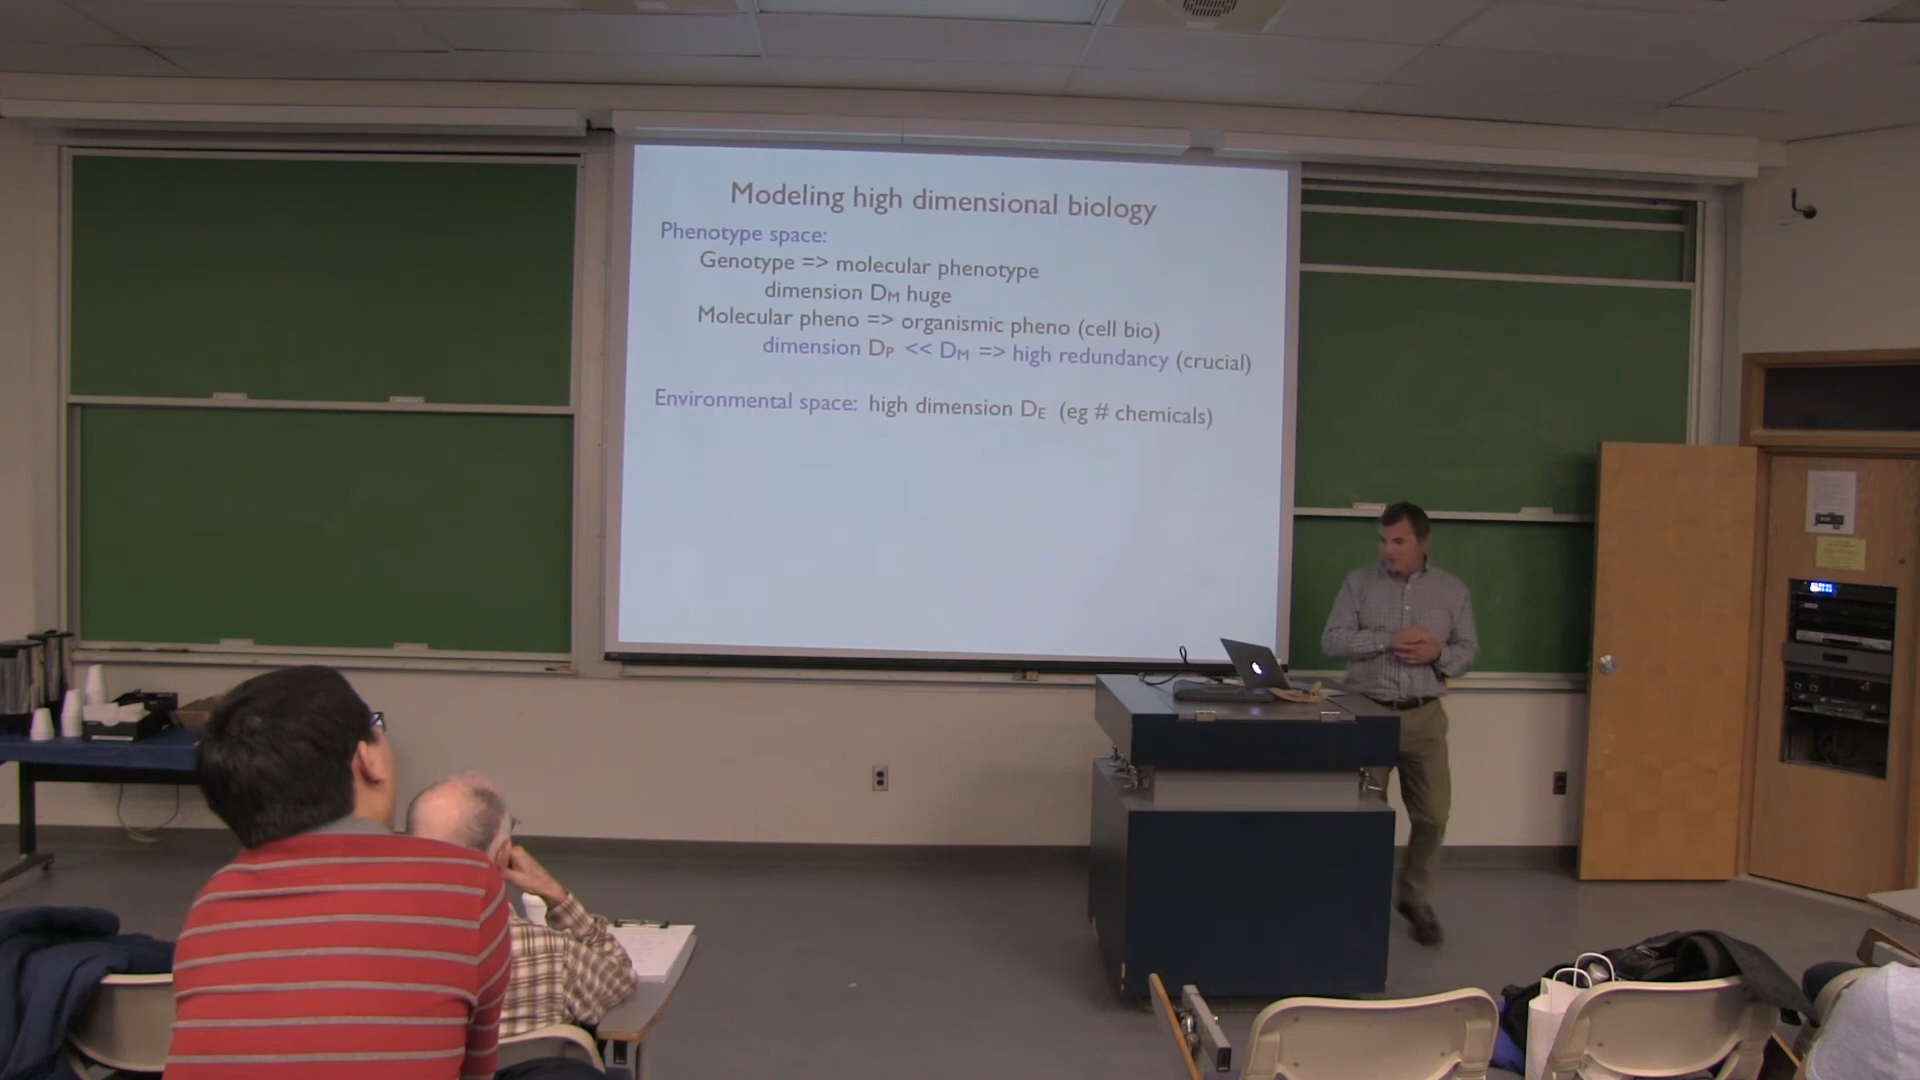 Modeling high dimensional biology
Phenotype space:
Genotype => molecular phenotype
dimension DM huge
Molecular pheno => organismic pheno (cell bio)
dimension DP << DM => high redundancy (crucial)
Environmental space: high dimension DE (eg # chemicals)